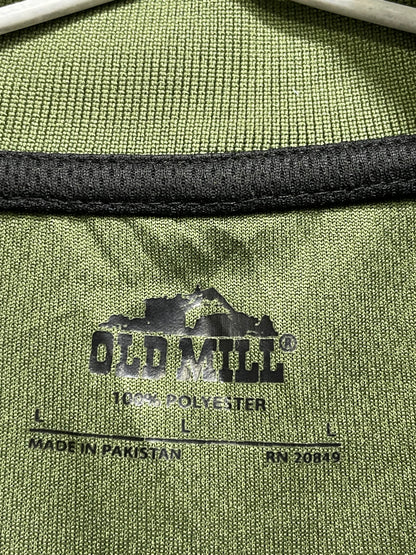 OLD MILL®
100% POLYESTER
L L L
MADE IN PAKISTAN RN 20849